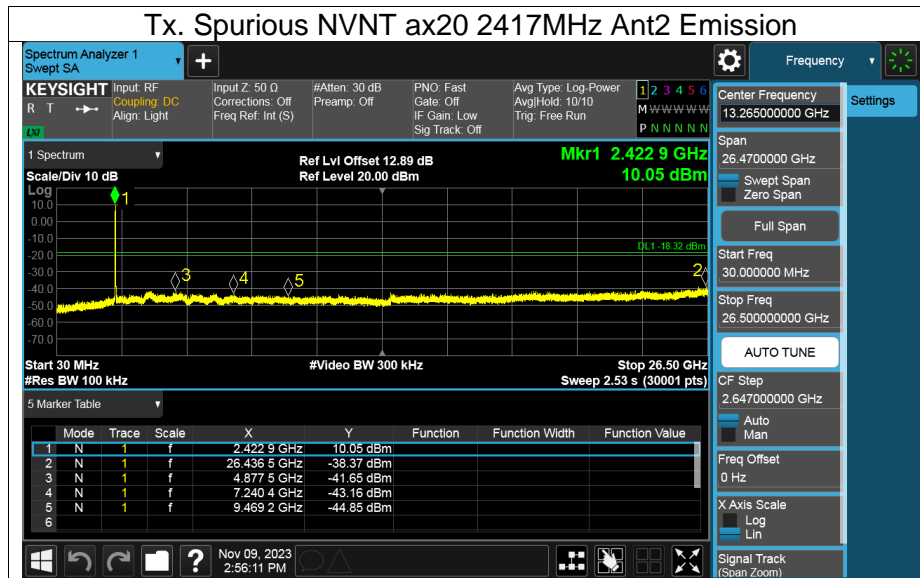 Tx. Spurious NVNT ax20 2417MHz Ant2 Emission
Spectrum Analyzer 1
Swept SA
+
Frequency
KEYSIGHT
R T
LXI
Input: RF
Coupling: DC
Align: Light
Input Z: 50 Ω
Corrections: Off
Freq Ref: Int (S)
#Atten: 30 dB
Preamp: Off
PNO: Fast
Gate: Off
IF Gain: Low
Sig Track: Off
Avg Type: Log-Power
Avg|Hold: 10/10
Trig: Free Run
1 2 3 4 5 6
M W W W W W
P N N N N N
1 Spectrum
Scale/Div 10 dB
Ref Lvl Offset 12.89 dB
Ref Level 20.00 dBm
Mkr1 2.422 9 GHz
10.05 dBm
Log
10.0
0.00
-10.0
-20.0
-30.0
-40.0
-50.0
-60.0
-70.0
1
DL1 -18.32 dBm
3
4
5
2
Start 30 MHz
#Res BW 100 kHz
#Video BW 300 kHz
Stop 26.50 GHz
Sweep 2.53 s (30001 pts)
5 Marker Table
Mode Trace Scale X Y Function Function Width Function Value
1 N 1 f 2.422 9 GHz 10.05 dBm
2 N 1 f 26.436 5 GHz -38.37 dBm
3 N 1 f 4.877 5 GHz -41.65 dBm
4 N 1 f 7.240 4 GHz -43.16 dBm
5 N 1 f 9.469 2 GHz -44.85 dBm
6
?
Nov 09, 2023
2:56:11 PM
Center Frequency
13.265000000 GHz
Settings
Span
26.4700000 GHz
Swept Span
Zero Span
Full Span
Start Freq
30.000000 MHz
Stop Freq
26.500000000 GHz
AUTO TUNE
CF Step
2.647000000 GHz
Auto
Man
Freq Offset
0 Hz
X Axis Scale
Log
Lin
Signal Track
(Span Zoom)